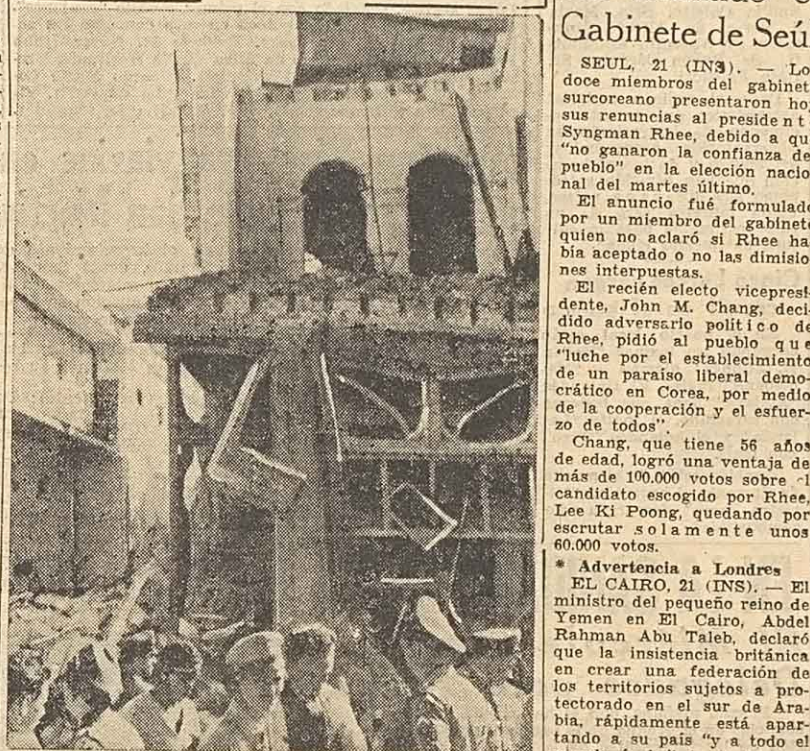 Gabinete de Seú
SEUL, 21 (INS). — Lo
doce miembros del gabinet
surcoreano presentaron ho
sus renuncias al president
Syngman Rhee, debido a qu
"no ganaron la confianza de
pueblo" en la elección nacio
nal del martes último.
El anuncio fué formulado
por un miembro del gabinete
quien no aclaró si Rhee ha
bía aceptado o no las dimisio
nes interpuestas.
El recién electo vicepresi-
dente, John M. Chang, deci-
dido adversario político de
Rhee, pidió al pueblo que
"luche por el establecimiento
de un paraíso liberal demo-
crático en Corea, por medio
de la cooperación y el esfuer-
zo de todos".
Chang, que tiene 56 años
de edad, logró una ventaja de
más de 100.000 votos sobre el
candidato escogido por Rhee,
Lee Ki Poong, quedando por
escrutar solamente unos
60.000 votos.
* Advertencia a Londres
EL CAIRO, 21 (INS). — El
ministro del pequeño reino de
Yemen en El Cairo, Abdel
Rahman Abu Taleb, declaró
que la insistencia británica
en crear una federación de
los territorios sujetos a pro-
tectorado en el sur de Ara-
bia, rápidamente está apar-
tando a su país "y a todo el